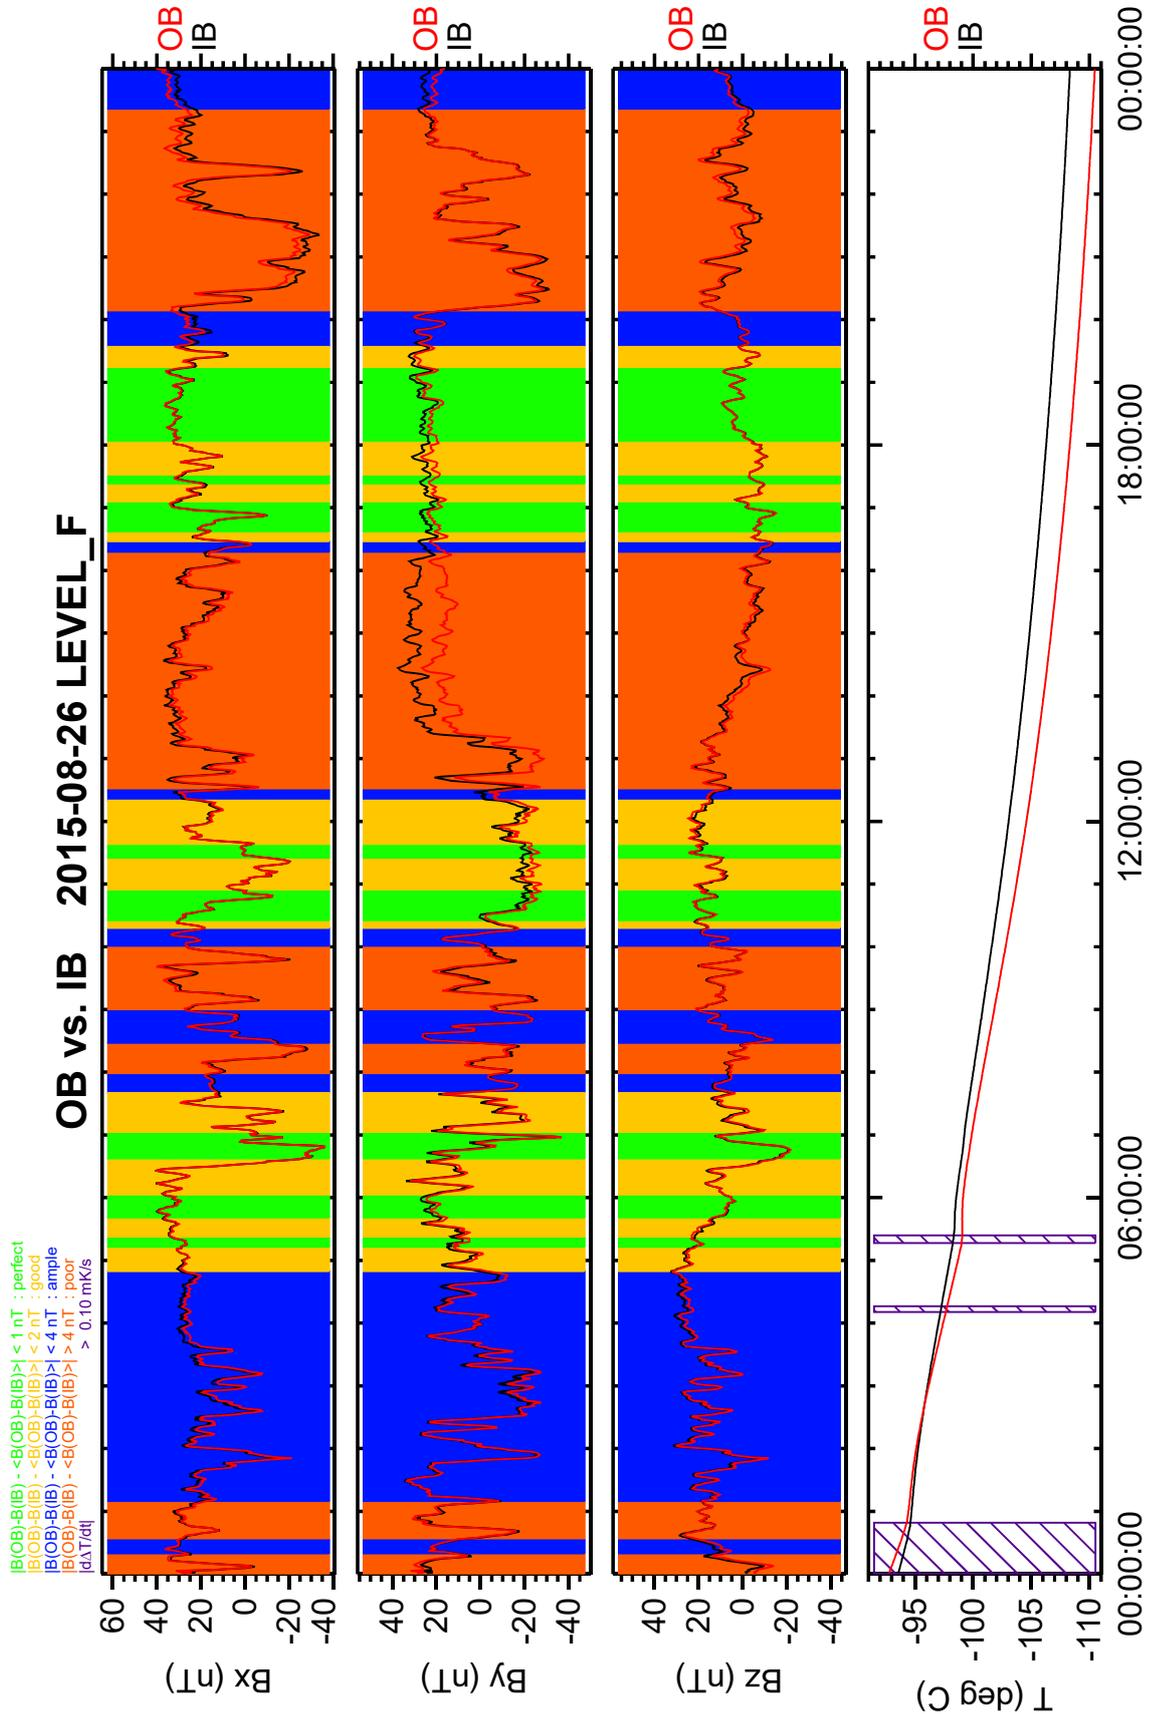 OB vs. IB 2015-08-26 LEVEL_F
|B(OB)-B(IB) - <B(OB)-B(IB)>| < 1 nT : perfect
|B(OB)-B(IB) - <B(OB)-B(IB)>| < 2 nT : good
|B(OB)-B(IB) - <B(OB)-B(IB)>| < 4 nT : ample
|B(OB)-B(IB) - <B(OB)-B(IB)>| > 4 nT : poor
|dΔT/dt| > 0.10 mK/s
Bx (nT)
60
40
20
0
-20
-40
OB
IB
By (nT)
40
20
0
-20
-40
OB
IB
Bz (nT)
40
20
0
-20
-40
OB
IB
T (deg C)
-95
-100
-105
-110
OB
IB
00:00:00
06:00:00
12:00:00
18:00:00
00:00:00